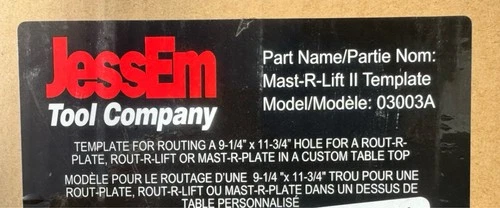 JessEm
Tool Company
Part Name/Partie Nom:
Mast-R-Lift II Template
Model/Modèle: 03003A
TEMPLATE FOR ROUTING A 9-1/4" x 11-3/4" HOLE FOR A ROUT-R-
PLATE, ROUT-R-LIFT OR MAST-R-PLATE IN A CUSTOM TABLE TOP
MODÈLE POUR LE ROUTAGE D'UNE 9-1/4 "x 11-3/4" TROU POUR UNE
ROUT-PLATE, ROUT-R-LIFT OU MAST-R-PLATE DANS UN DESSUS DE
TABLE PERSONNALISÉ